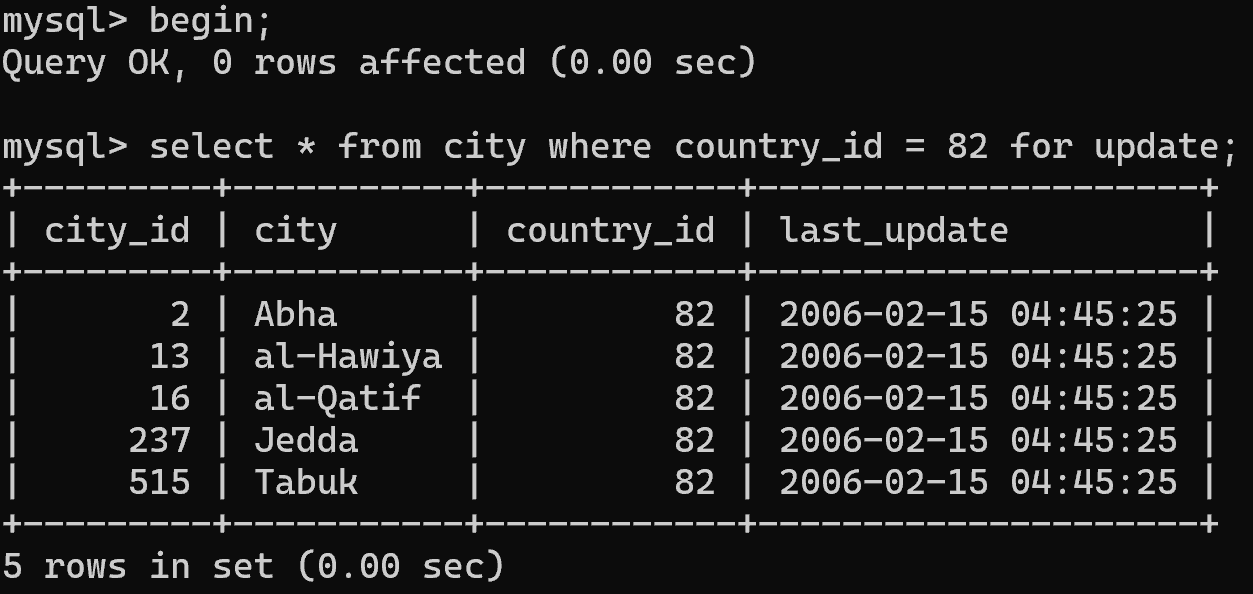 mysql> begin;
Query OK, 0 rows affected (0.00 sec)

mysql> select * from city where country_id = 82 for update;
+---------+-----------+------------+---------------------+
| city_id | city      | country_id | last_update         |
+---------+-----------+------------+---------------------+
|       2 | Abha      |         82 | 2006-02-15 04:45:25 |
|      13 | al-Hawiya |         82 | 2006-02-15 04:45:25 |
|      16 | al-Qatif  |         82 | 2006-02-15 04:45:25 |
|     237 | Jedda     |         82 | 2006-02-15 04:45:25 |
|     515 | Tabuk     |         82 | 2006-02-15 04:45:25 |
+---------+-----------+------------+---------------------+
5 rows in set (0.00 sec)